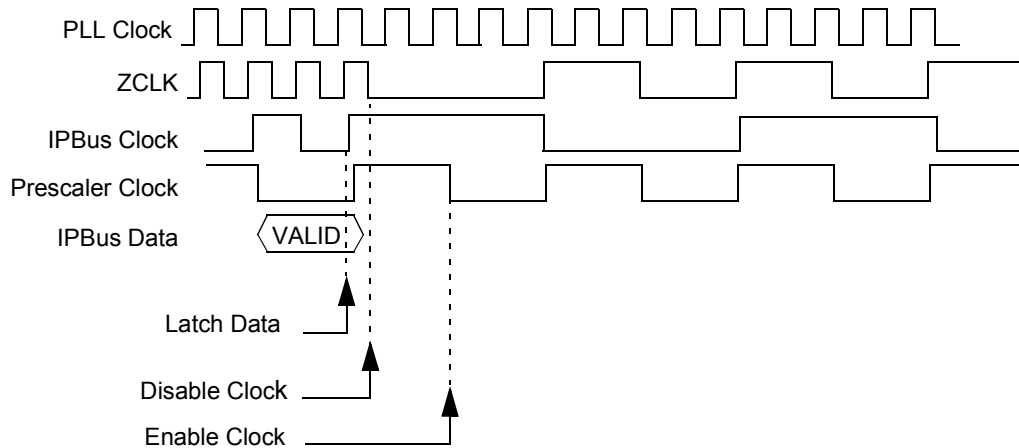 PLL Clock
ZCLK
IPBus Clock
Prescaler Clock
IPBus Data
VALID
Latch Data
Disable Clock
Enable Clock